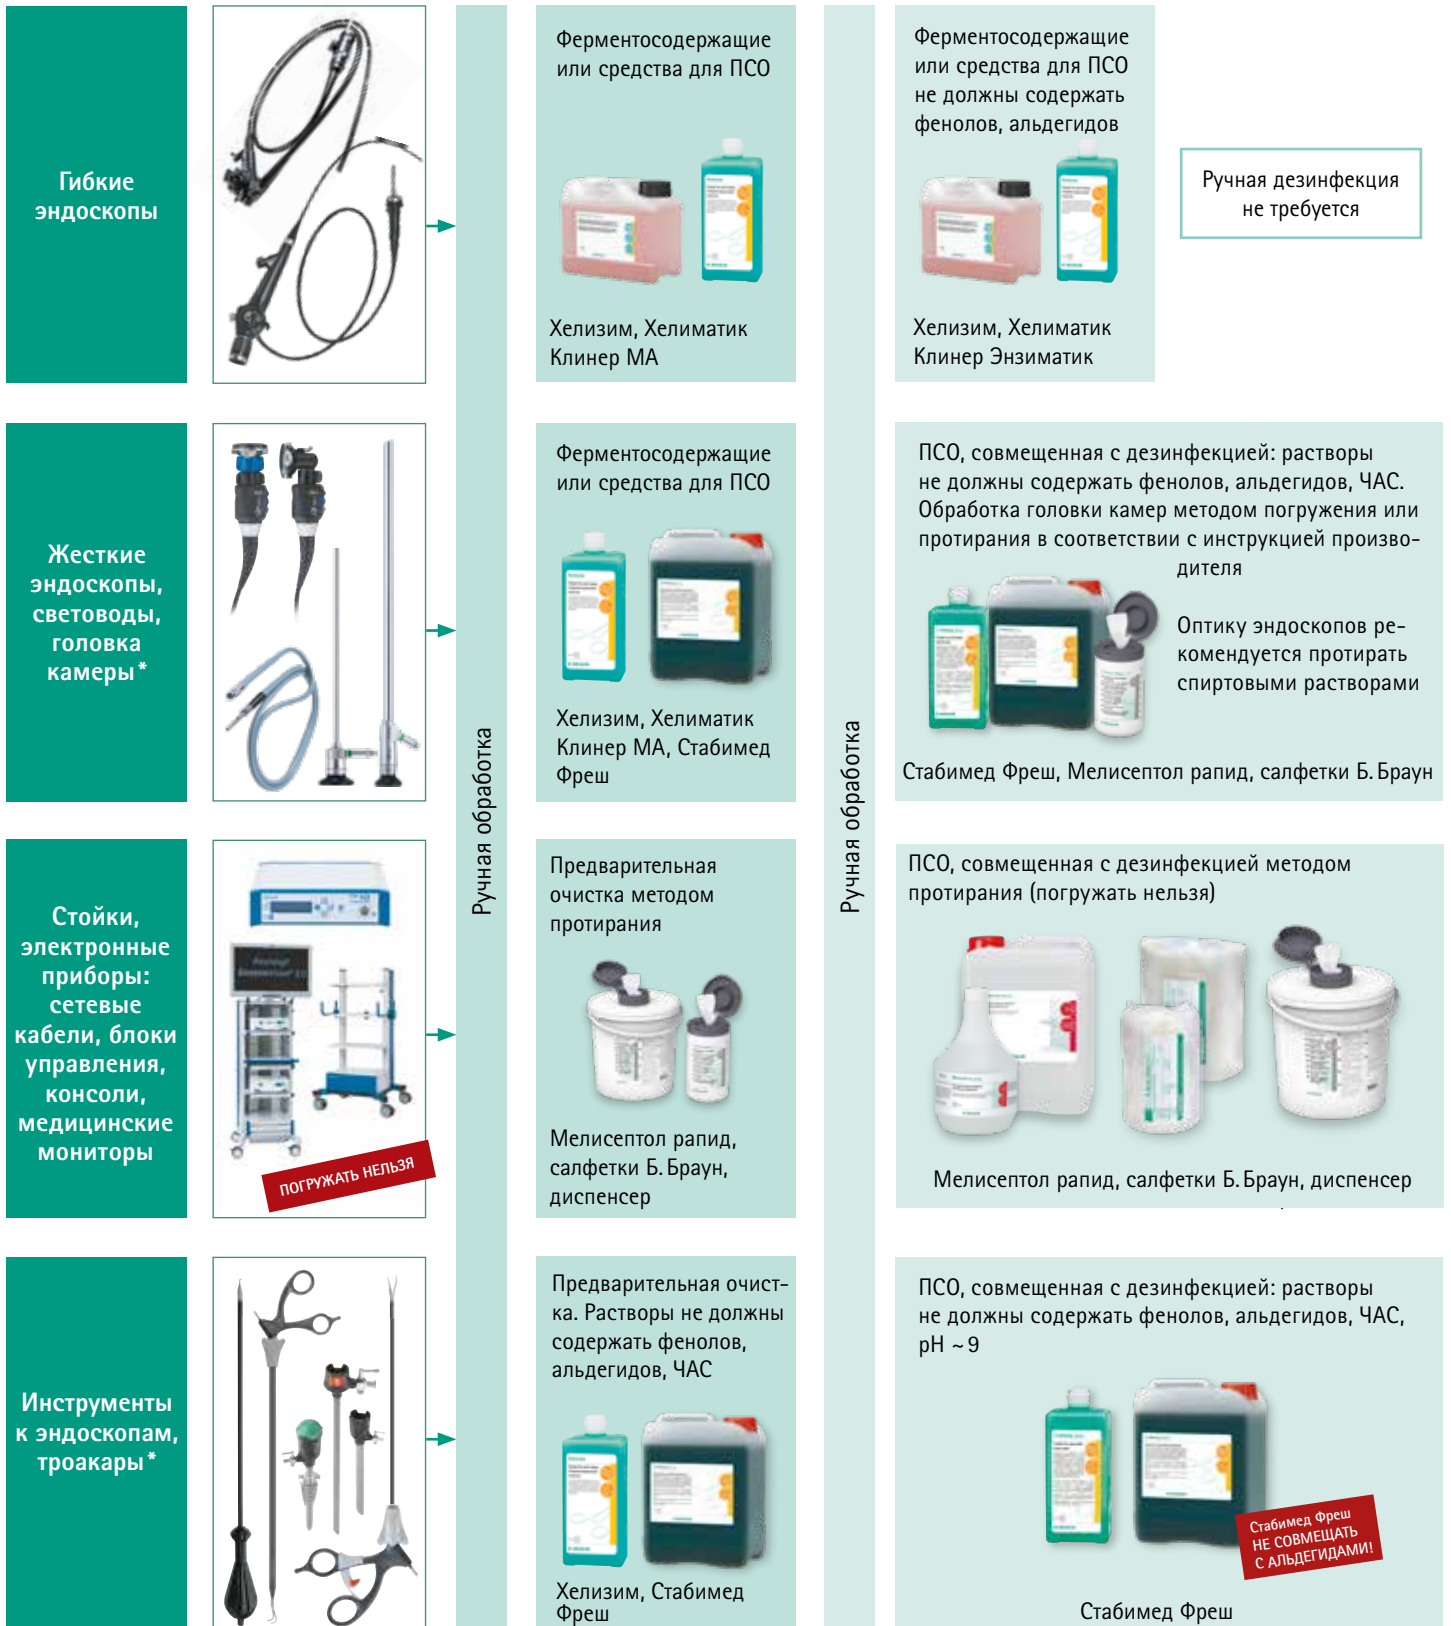 Гибкие
эндоскопы
Ферментосодержащие
или средства для ПСО
Хелизим, Хелиматик
Клинер МА
Ферментосодержащие
или средства для ПСО
не должны содержать
фенолов, альдегидов
Хелизим, Хелиматик
Клинер Энзиматик
Ручная дезинфекция
не требуется
Ручная обработка
Ручная обработка
Жесткие
эндоскопы,
световоды,
головка
камеры*
Ферментосодержащие
или средства для ПСО
Хелизим, Хелиматик
Клинер МА, Стабимед
Фреш
ПСО, совмещенная с дезинфекцией: растворы
не должны содержать фенолов, альдегидов, ЧАС.
Обработка головки камер методом погружения или
протирания в соответствии с инструкцией произво-
дителя
Оптику эндоскопов ре-
комендуется протирать
спиртовыми растворами
Стабимед Фреш, Мелисептол рапид, салфетки Б. Браун
Стойки,
электронные
приборы:
сетевые
кабели, блоки
управления,
консоли,
медицинские
мониторы
ПОГРУЖАТЬ НЕЛЬЗЯ
Предварительная
очистка методом
протирания
Мелисептол рапид,
салфетки Б. Браун,
диспенсер
ПСО, совмещенная с дезинфекцией методом
протирания (погружать нельзя)
Мелисептол рапид, салфетки Б. Браун, диспенсер
Инструменты
к эндоскопам,
троакары*
Предварительная очист-
ка. Растворы не должны
содержать фенолов,
альдегидов, ЧАС
Хелизим, Стабимед
Фреш
ПСО, совмещенная с дезинфекцией: растворы
не должны содержать фенолов, альдегидов, ЧАС,
pH ~ 9
Стабимед Фреш
НЕ СОВМЕЩАТЬ
С АЛЬДЕГИДАМИ!
Стабимед Фреш